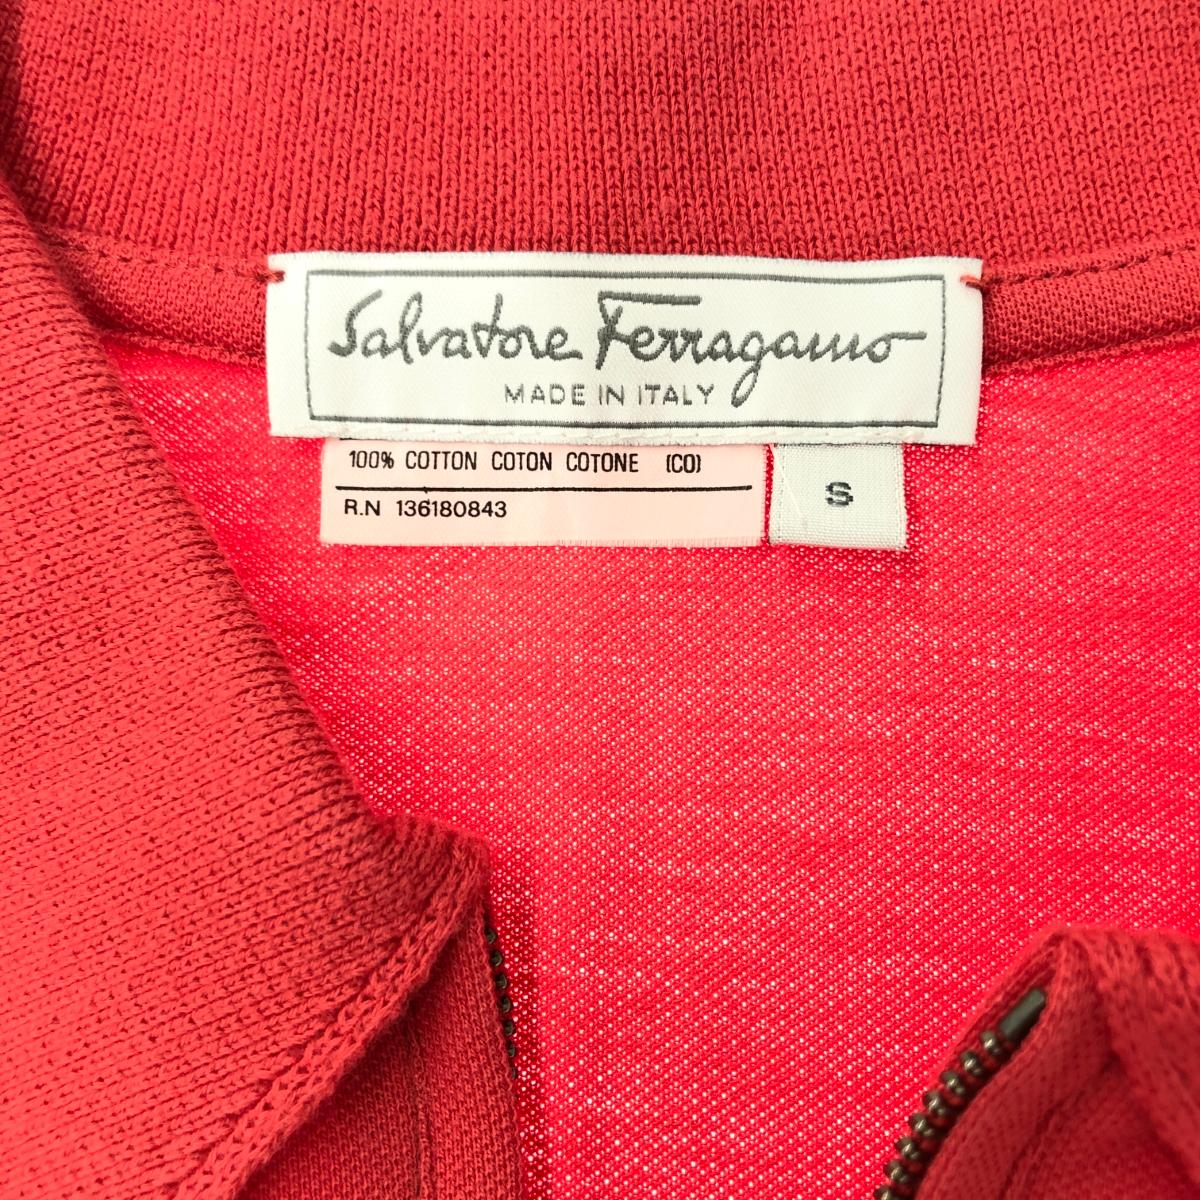 Salvatore Ferragamo
MADE IN ITALY
100% COTTON COTON COTONE (CO)
R.N 136180843
S